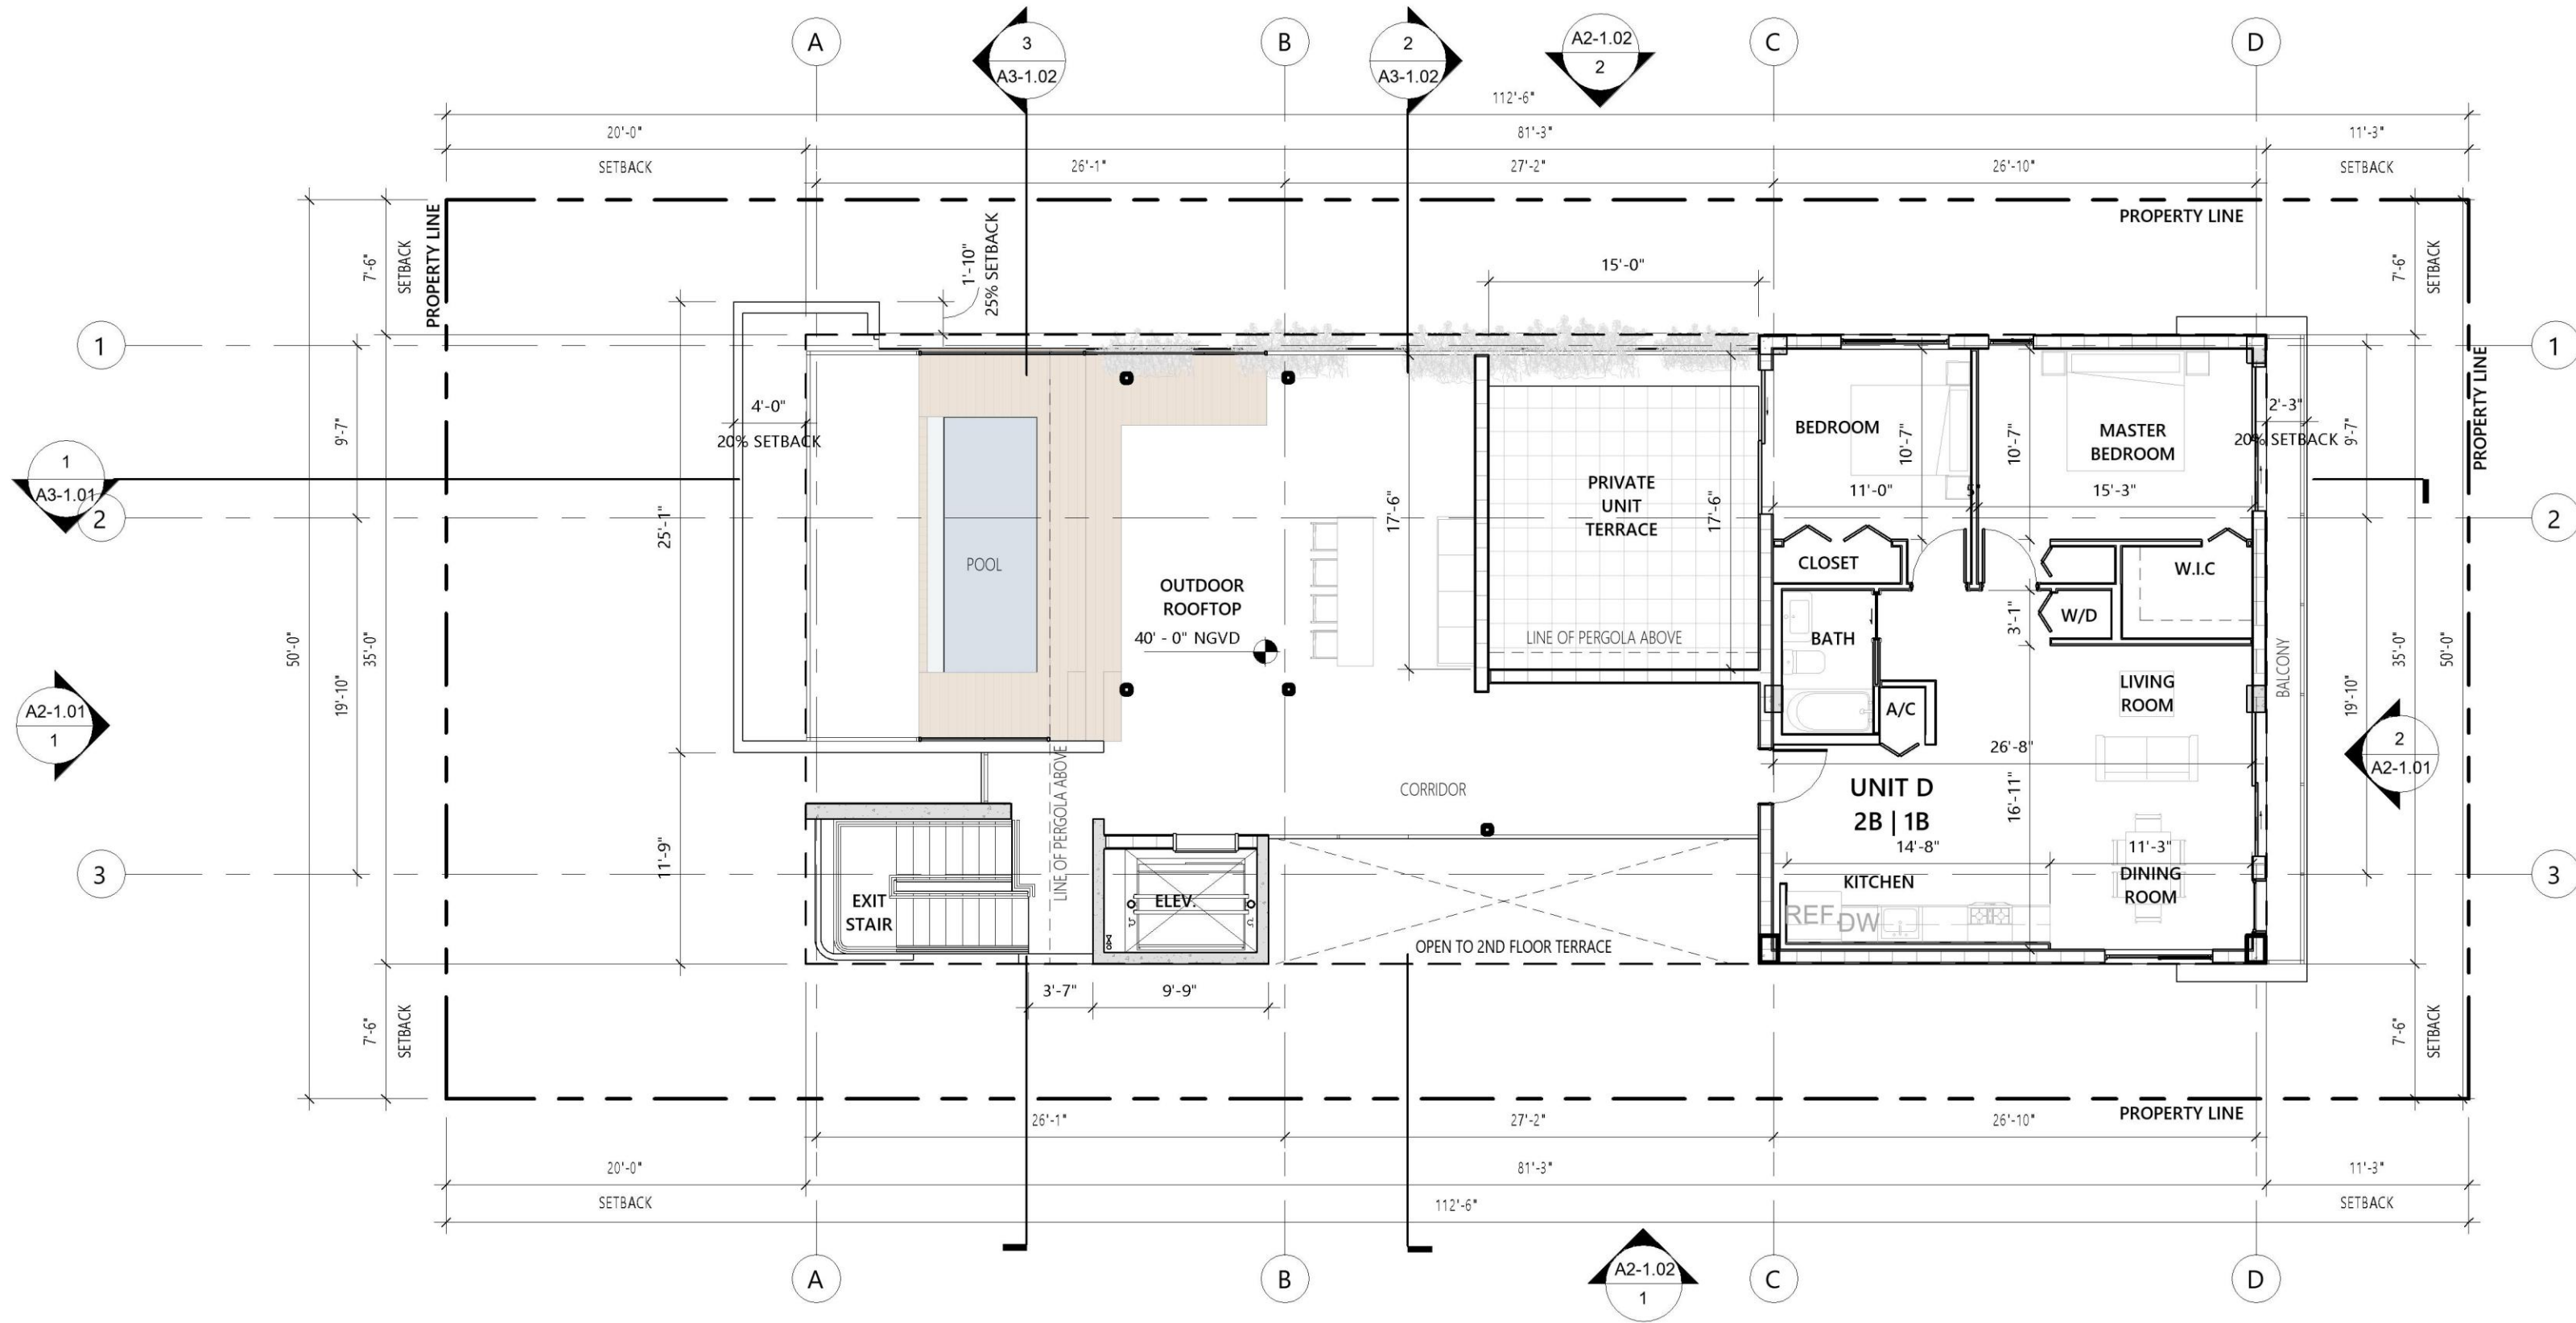 A
3
A3-1.02
B
2
A3-1.02
A2-1.02
2
C
D
112'-6"
20'-0"
81'-3"
11'-3"
SETBACK
26'-1"
27'-2"
26'-10"
SETBACK
PROPERTY LINE
PROPERTY LINE
7'-6"
SETBACK
1'-10"
25% SETBACK
15'-0"
7'-6"
SETBACK
1
1
PROPERTY LINE
9'-7"
4'-0"
20% SETBACK
BEDROOM
10'-7"
10'-7"
MASTER
BEDROOM
2'-3"
20% SETBACK
9'-7"
1
A3-1.01
2
2
25'-1"
17'-6"
PRIVATE
UNIT
TERRACE
17'-6"
11'-0"
5"
15'-3"
POOL
OUTDOOR
ROOFTOP
40' - 0" NGVD
CLOSET
W.I.C
W/D
3'-1"
BATH
LINE OF PERGOLA ABOVE
50'-0"
35'-0"
19'-10"
BALCONY
35'-0"
50'-0"
19'-10"
LIVING
ROOM
A/C
A2-1.01
1
2
A2-1.01
26'-8"
LINE OF PERGOLA ABOVE
CORRIDOR
UNIT D
2B | 1B
16'-11"
14'-8"
11'-3"
11'-9"
3
3
KITCHEN
DINING
ROOM
EXIT
STAIR
ELEV.
REF.
DW
OPEN TO 2ND FLOOR TERRACE
3'-7"
9'-9"
7'-6"
SETBACK
7'-6"
SETBACK
PROPERTY LINE
26'-1"
27'-2"
26'-10"
20'-0"
81'-3"
11'-3"
SETBACK
112'-6"
SETBACK
A
B
A2-1.02
1
C
D